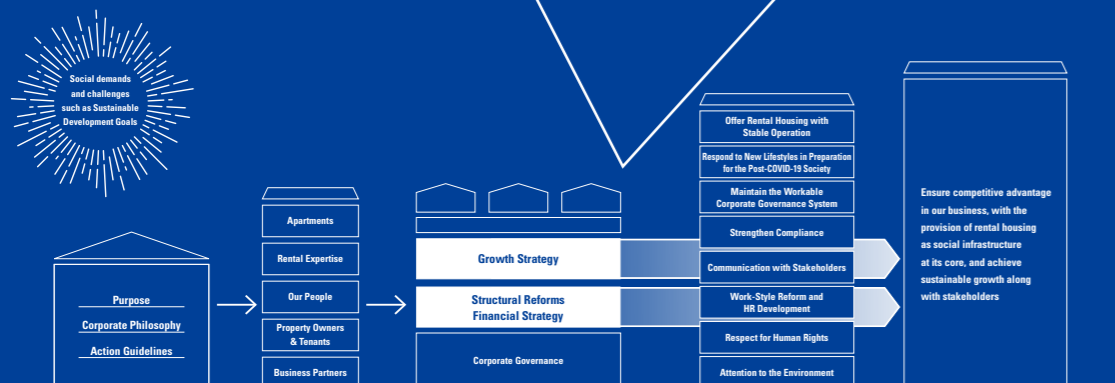 Social demands
and challenges
such as Sustainable
Development Goals
Purpose
Corporate Philosophy
Action Guidelines
Apartments
Rental Expertise
Our People
Property Owners
& Tenants
Business Partners
Growth Strategy
Structural Reforms
Financial Strategy
Corporate Governance
Offer Rental Housing with
Stable Operation
Respond to New Lifestyles in Preparation
for the Post-COVID-19 Society
Maintain the Workable
Corporate Governance System
Strengthen Compliance
Communication with Stakeholders
Work-Style Reform and
HR Development
Respect for Human Rights
Attention to the Environment
Ensure competitive advantage
in our business, with the
provision of rental housing
as social infrastructure
at its core, and achieve
sustainable growth along
with stakeholders